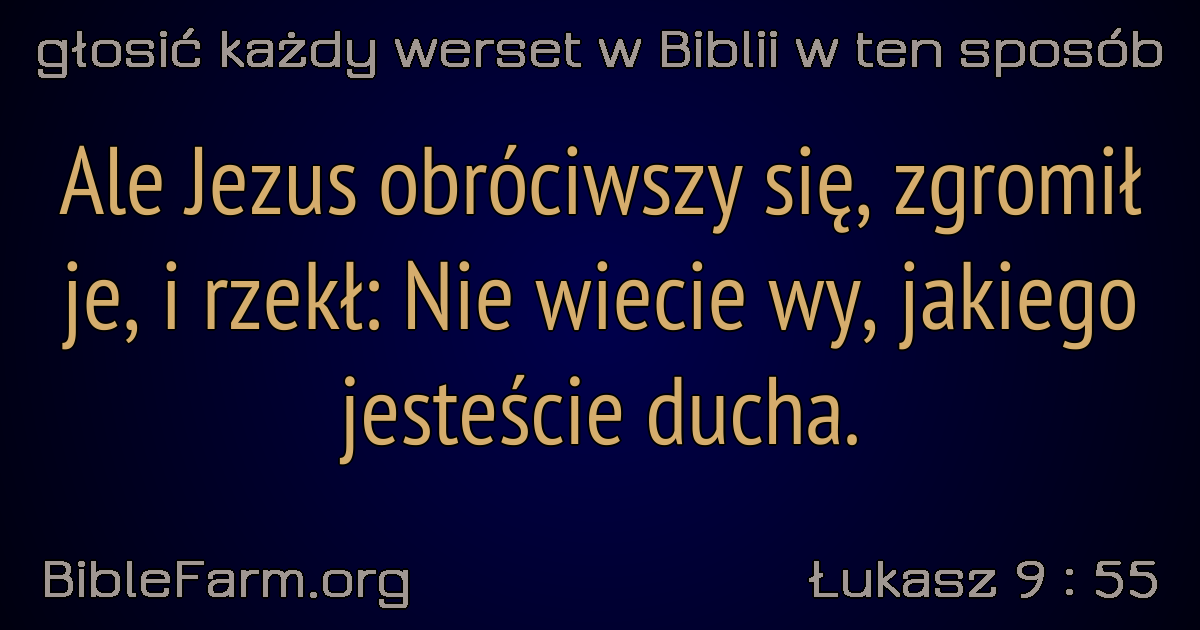 głosić każdy werset w Biblii w ten sposób
Ale Jezus obróciwszy się, zgromił
je, i rzekł: Nie wiecie wy, jakiego
jesteście ducha.
BibleFarm.org
Łukasz 9 : 55